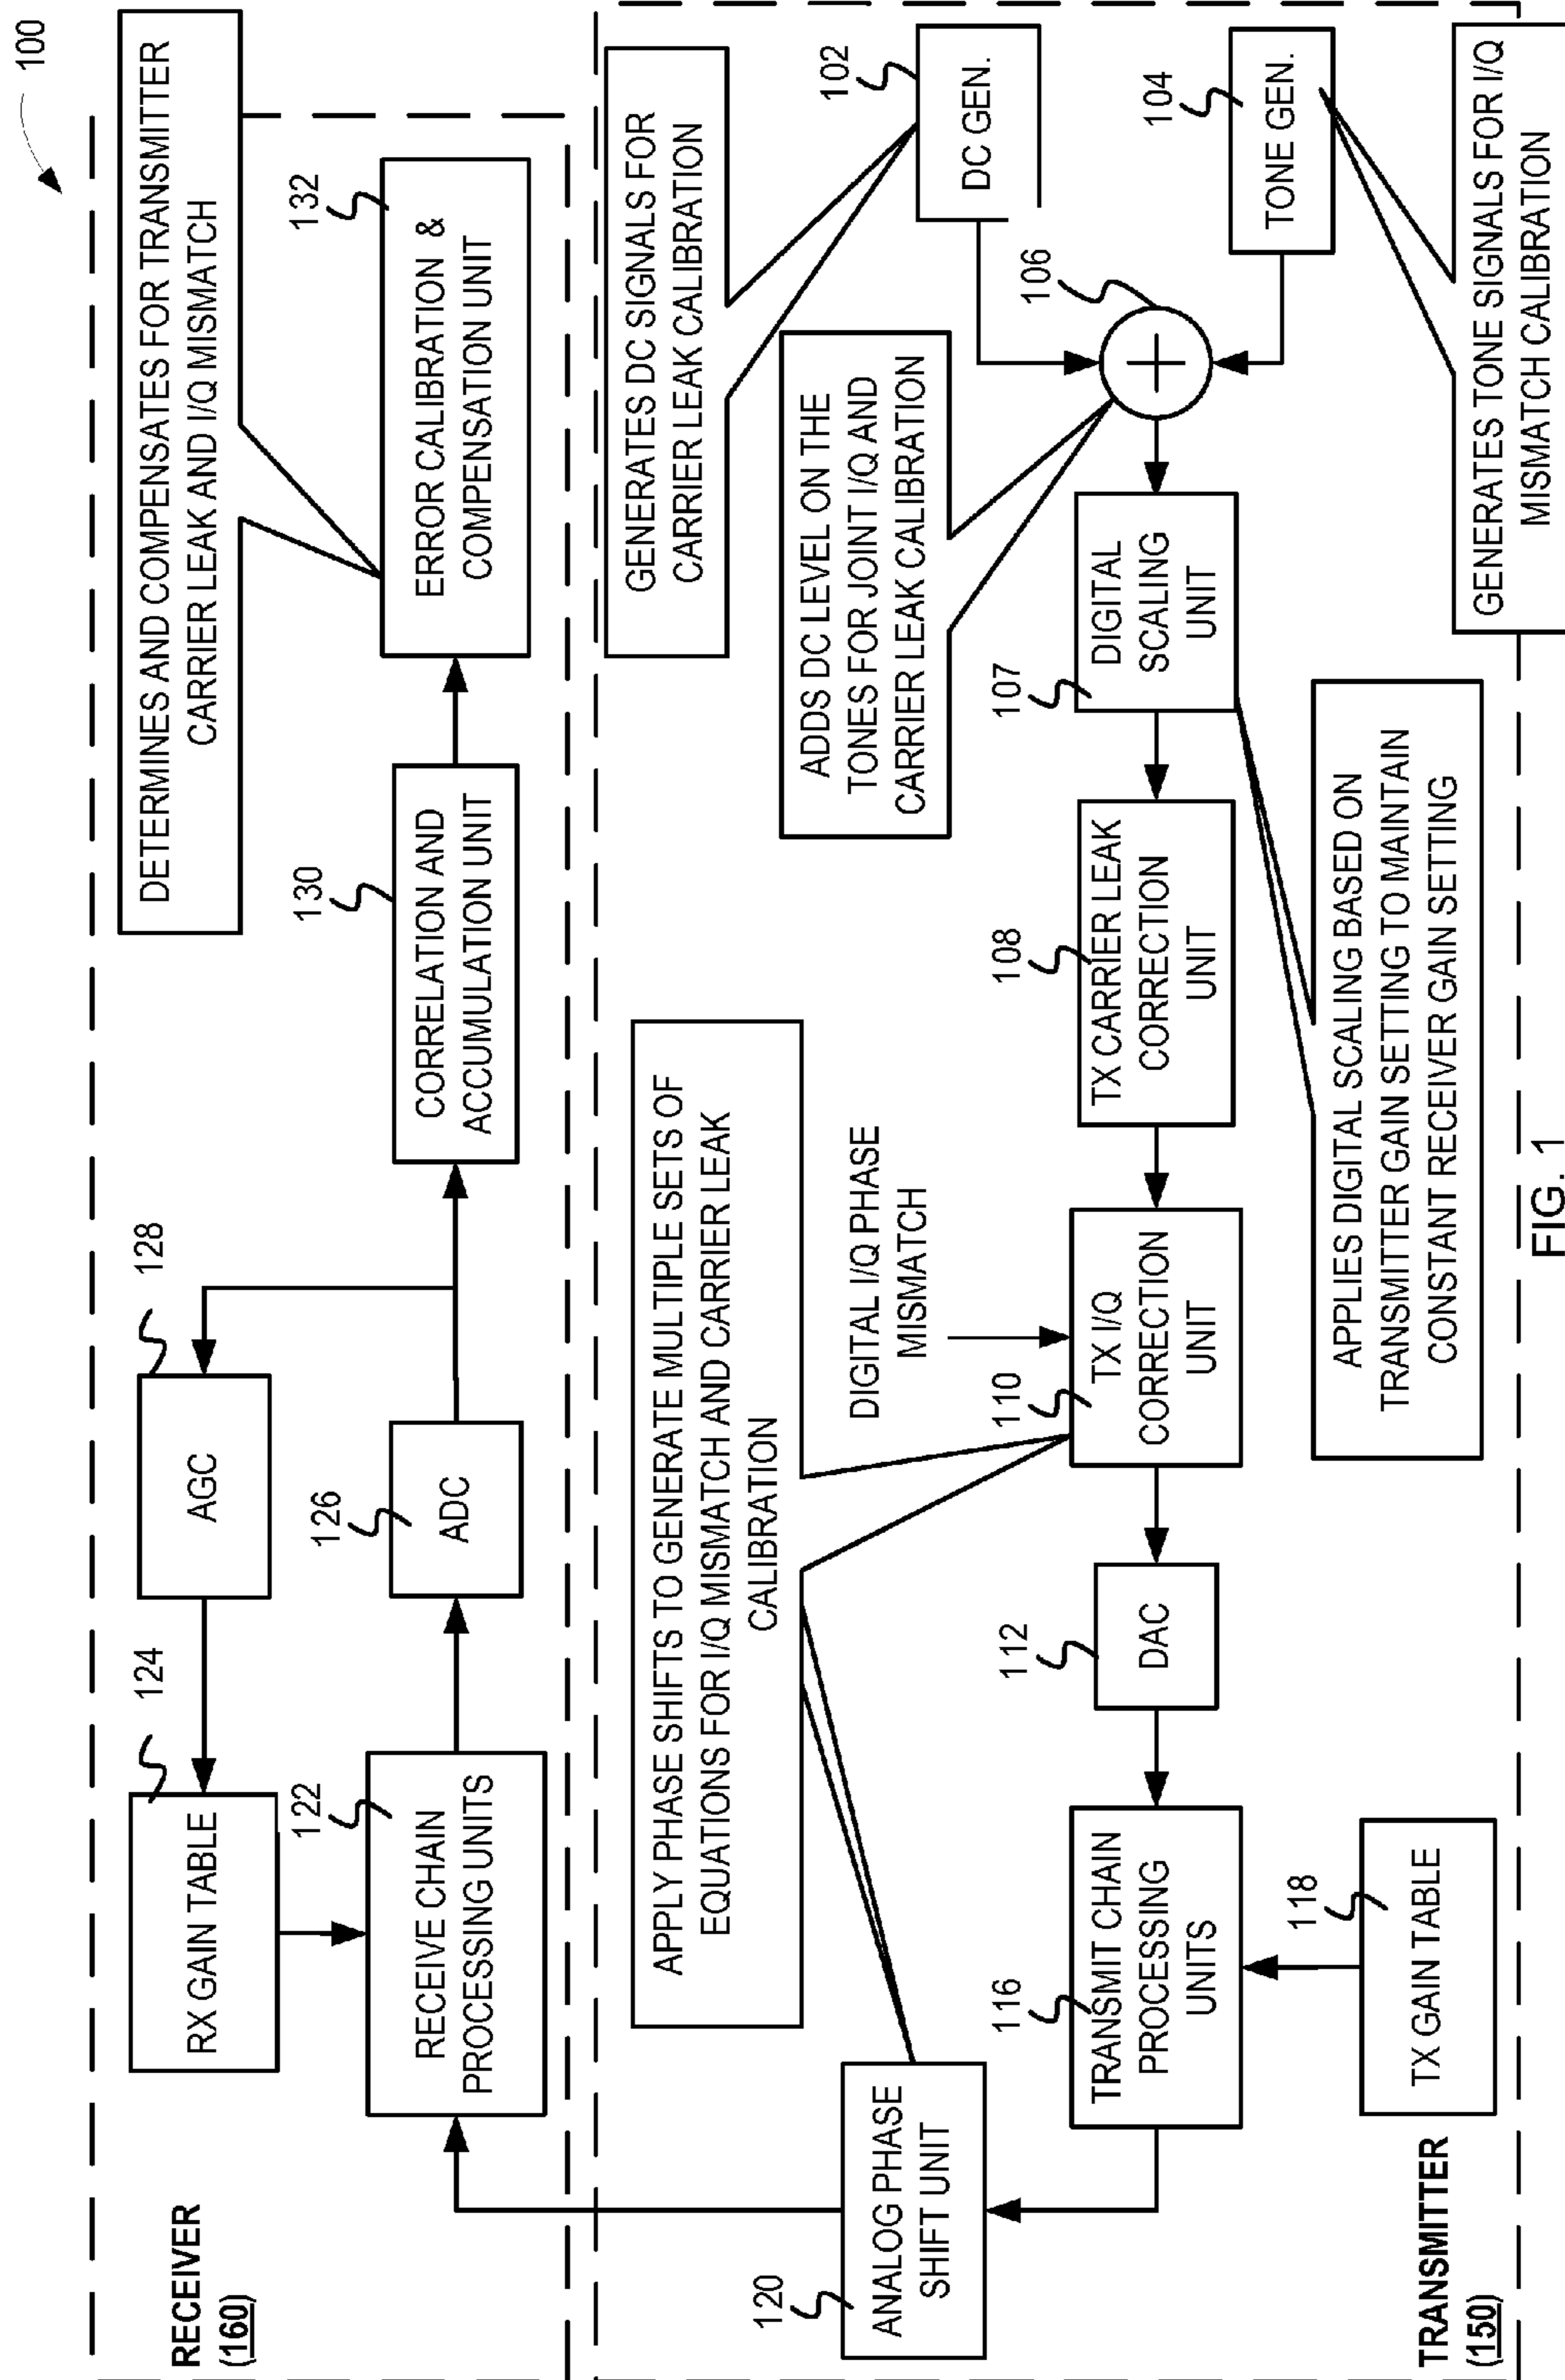 100
RECEIVER
(160)
DETERMINES AND COMPENSATES FOR TRANSMITTER
CARRIER LEAK AND I/Q MISMATCH
124
RX GAIN TABLE
128
AGC
122
RECEIVE CHAIN
PROCESSING UNITS
126
ADC
130
CORRELATION AND
ACCUMULATION UNIT
132
ERROR CALIBRATION &
COMPENSATION UNIT
APPLY PHASE SHIFTS TO GENERATE MULTIPLE SETS OF
EQUATIONS FOR I/Q MISMATCH AND CARRIER LEAK
CALIBRATION
GENERATES DC SIGNALS FOR
CARRIER LEAK CALIBRATION
ADDS DC LEVEL ON THE
TONES FOR JOINT I/Q AND
CARRIER LEAK CALIBRATION
120
ANALOG PHASE
SHIFT UNIT
DIGITAL I/Q PHASE
MISMATCH
102
DC GEN.
106
+
116
TRANSMIT CHAIN
PROCESSING
UNITS
112
DAC
110
TX I/Q
CORRECTION
UNIT
108
TX CARRIER LEAK
CORRECTION
UNIT
107
DIGITAL
SCALING
UNIT
104
TONE GEN.
118
TX GAIN TABLE
APPLIES DIGITAL SCALING BASED ON
TRANSMITTER GAIN SETTING TO MAINTAIN
CONSTANT RECEIVER GAIN SETTING
GENERATES TONE SIGNALS FOR I/Q
MISMATCH CALIBRATION
TRANSMITTER
(150)
FIG. 1